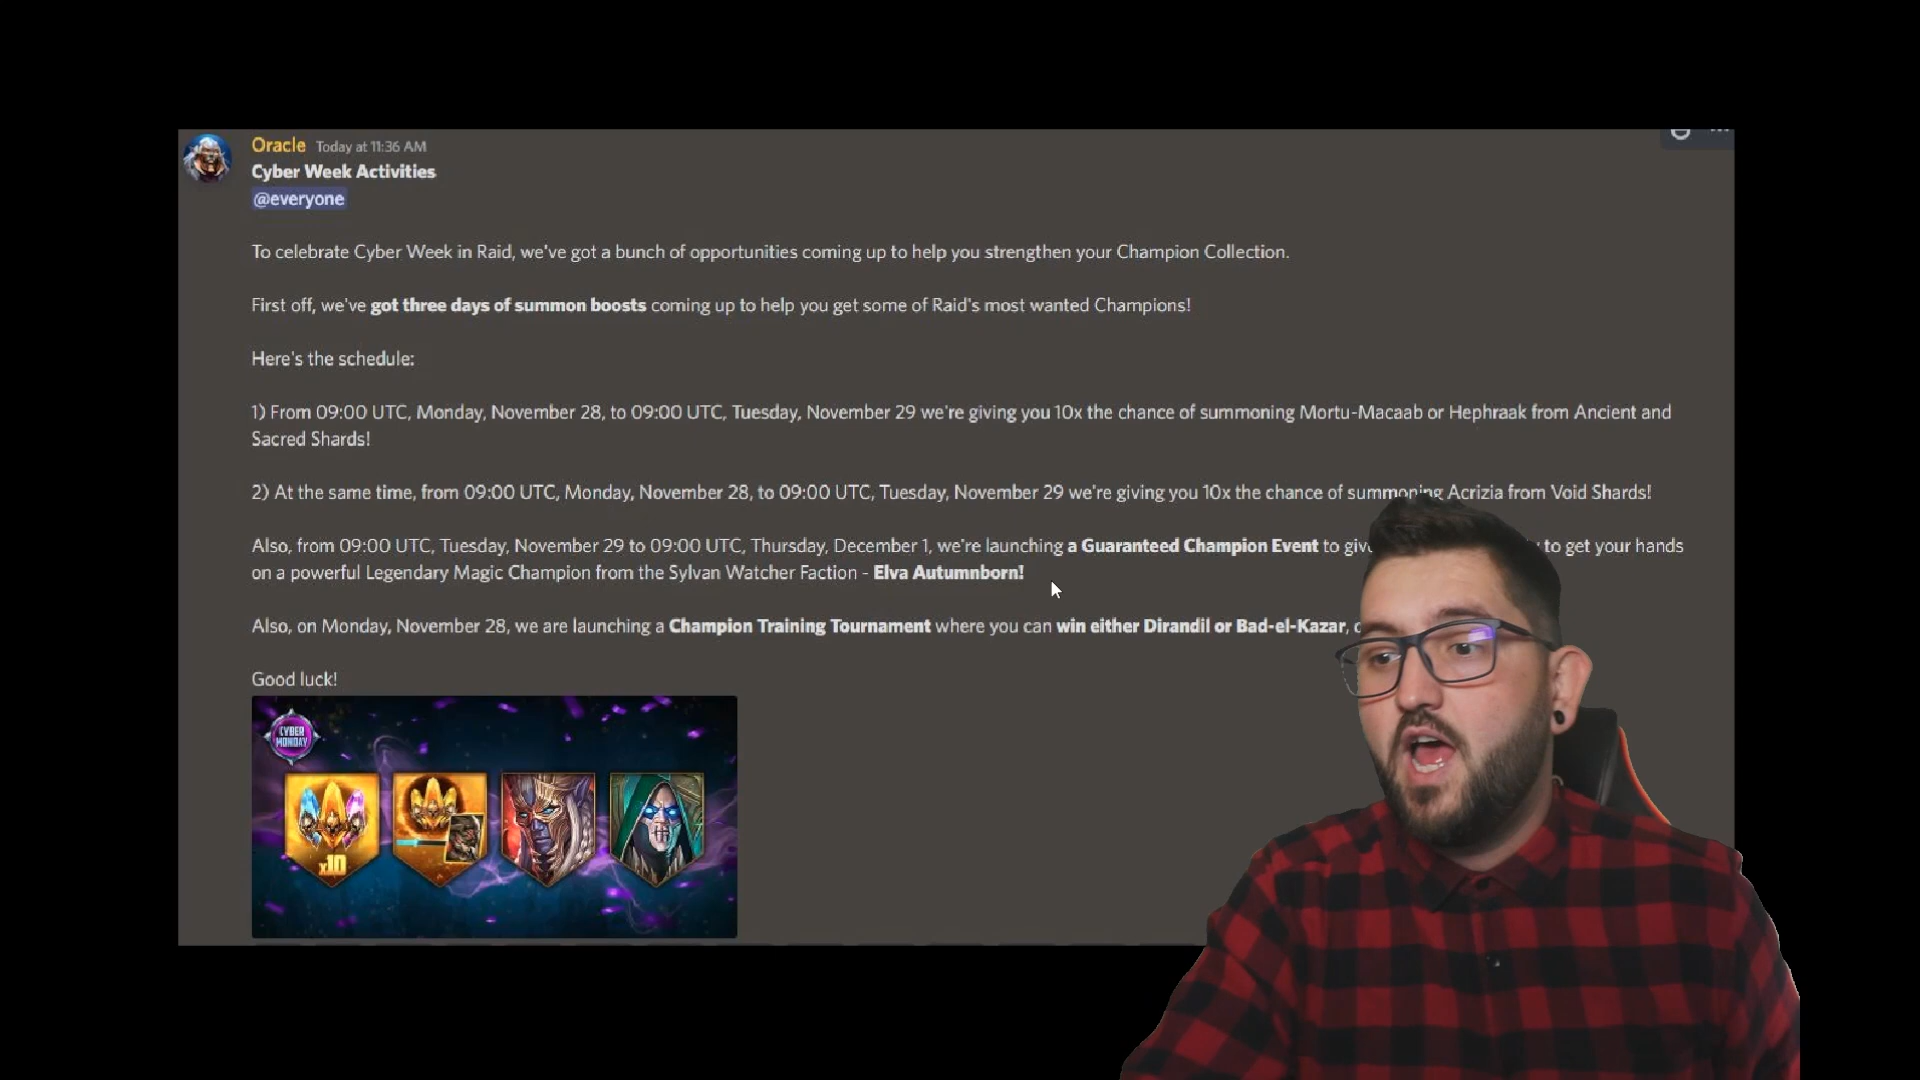 Oracle Today at 11:36 AM
Cyber Week Activities
@everyone
To celebrate Cyber Week in Raid, we've got a bunch of opportunities coming up to help you strengthen your Champion Collection.
First off, we've got three days of summon boosts coming up to help you get some of Raid's most wanted Champions!
Here's the schedule:
1) From 09:00 UTC, Monday, November 28, to 09:00 UTC, Tuesday, November 29 we're giving you 10x the chance of summoning Mortu-Macaab or Hephraak from Ancient and
Sacred Shards!
2) At the same time, from 09:00 UTC, Monday, November 28, to 09:00 UTC, Tuesday, November 29 we're giving you 10x the chance of summoning Acrizia from Void Shards!
Also, from 09:00 UTC, Tuesday, November 29 to 09:00 UTC, Thursday, December 1, we're launching a Guaranteed Champion Event to to get your hands
on a powerful Legendary Magic Champion from the Sylvan Watcher Faction - Elva Autumnborn!
Also, on Monday, November 28, we are launching a Champion Training Tournament where you can win either Dirandil or Bad-el-Kazar,
Good luck!
CYBER
MONDAY
x10